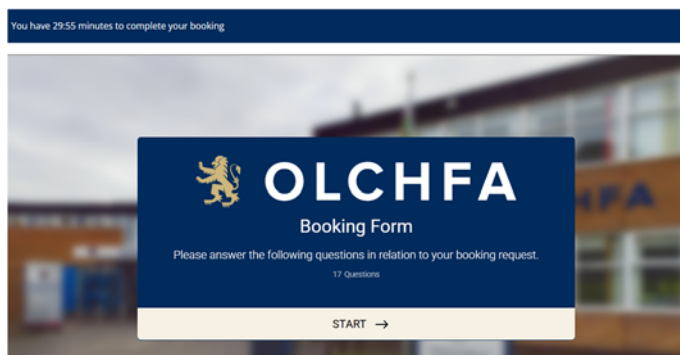 You have 29:55 minutes to complete your booking
OLCHFA
Booking Form
Please answer the following questions in relation to your booking request.
17 Questions
START →
HFA